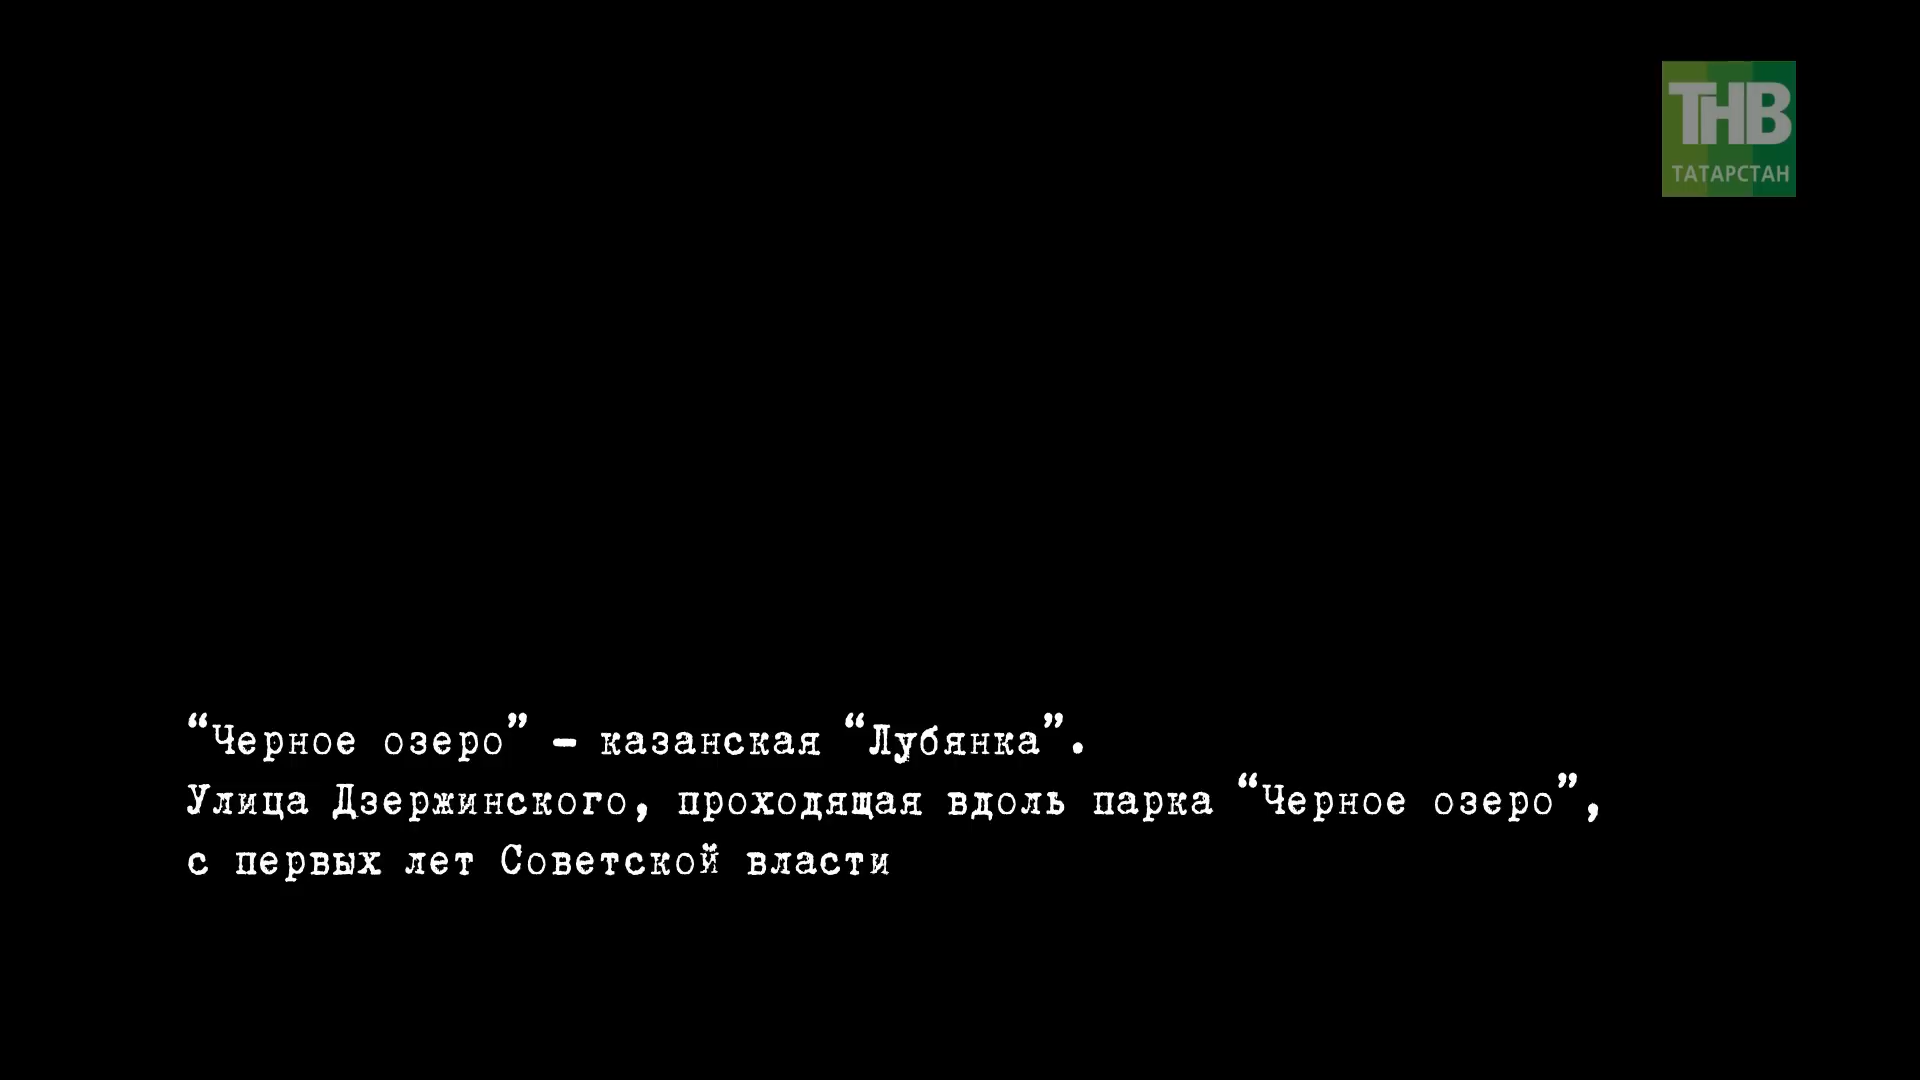 ТНВ
ТАТАРСТАН
“Черное озеро” – казанская “Лубянка”.
Улица Дзержинского, проходящая вдоль парка “Черное озеро”,
с первых лет Советской власти